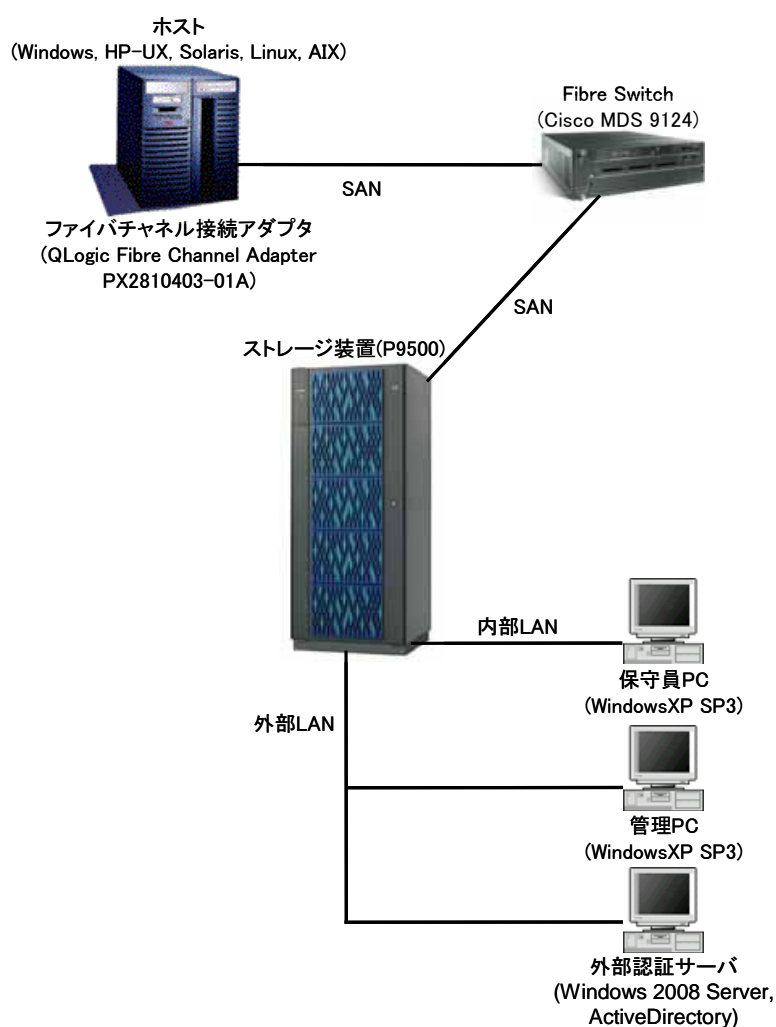 ホスト
(Windows, HP-UX, Solaris, Linux, AIX)
Fibre Switch
(Cisco MDS 9124)
SAN
ファイバチャネル接続アダプタ
(QLogic Fibre Channel Adapter
PX2810403-01A)
SAN
ストレージ装置(P9500)
内部LAN
保守員PC
(WindowsXP SP3)
外部LAN
管理PC
(WindowsXP SP3)
外部認証サーバ
(Windows 2008 Server,
ActiveDirectory)